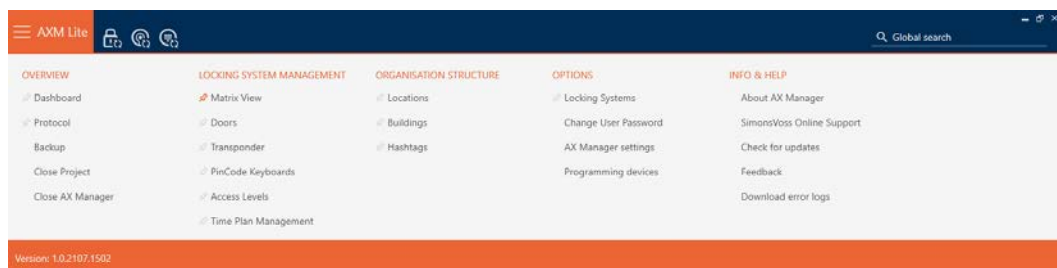 AXM Lite
Global search
OVERVIEW
Dashboard
Protocol
Backup
Close Project
Close AX Manager
LOCKING SYSTEM MANAGEMENT
Matrix View
Doors
Transponder
PinCode Keyboards
Access Levels
Time Plan Management
ORGANISATION STRUCTURE
Locations
Buildings
Hashtags
OPTIONS
Locking Systems
Change User Password
AX Manager settings
Programming devices
INFO & HELP
About AX Manager
SimonsVoss Online Support
Check for updates
Feedback
Download error logs
Version: 1.0.2107.1502